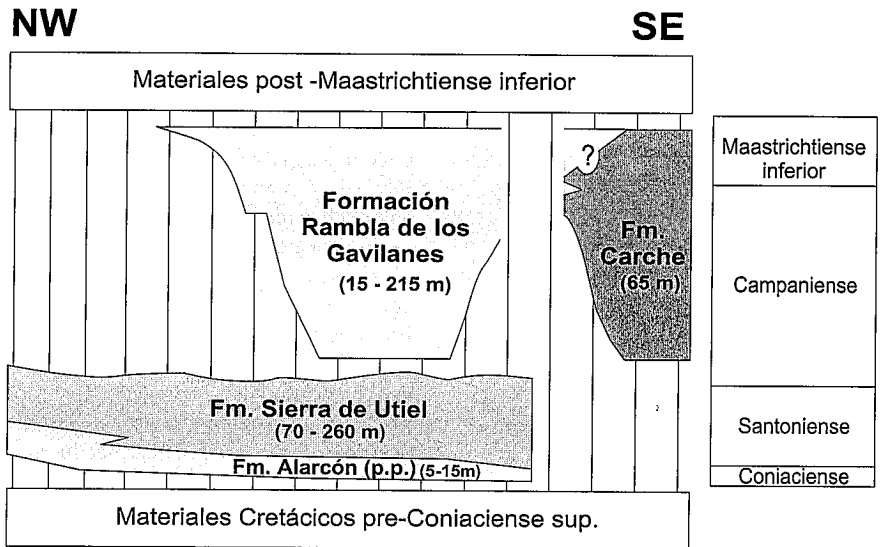 NW
SE
Materiales post -Maastrichtiense inferior
?
Formación
Rambla de los
Gavilanes
(15 - 215 m)
Fm.
Carche
(65 m)
Fm. Sierra de Utiel
(70 - 260 m)
Fm. Alarcón (p.p.) (5-15m)
Materiales Cretácicos pre-Coniaciense sup.
Maastrichtiense
inferior
Campaniense
Santoniense
Coniaciense